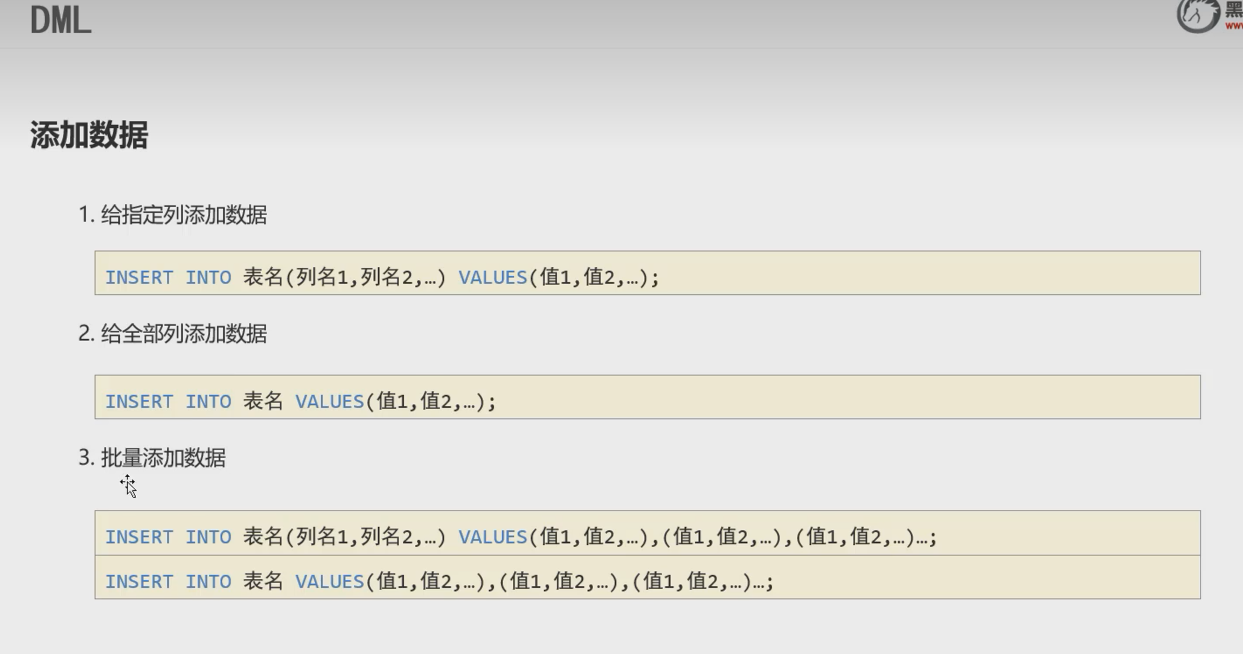 DML
黑
www
添加数据
1. 给指定列添加数据
INSERT INTO 表名(列名1,列名2,…) VALUES(值1,值2,…);
2. 给全部列添加数据
INSERT INTO 表名 VALUES(值1,值2,…);
3. 批量添加数据
INSERT INTO 表名(列名1,列名2,…) VALUES(值1,值2,…),(值1,值2,…),(值1,值2,…)…;
INSERT INTO 表名 VALUES(值1,值2,…),(值1,值2,…),(值1,值2,…)…;